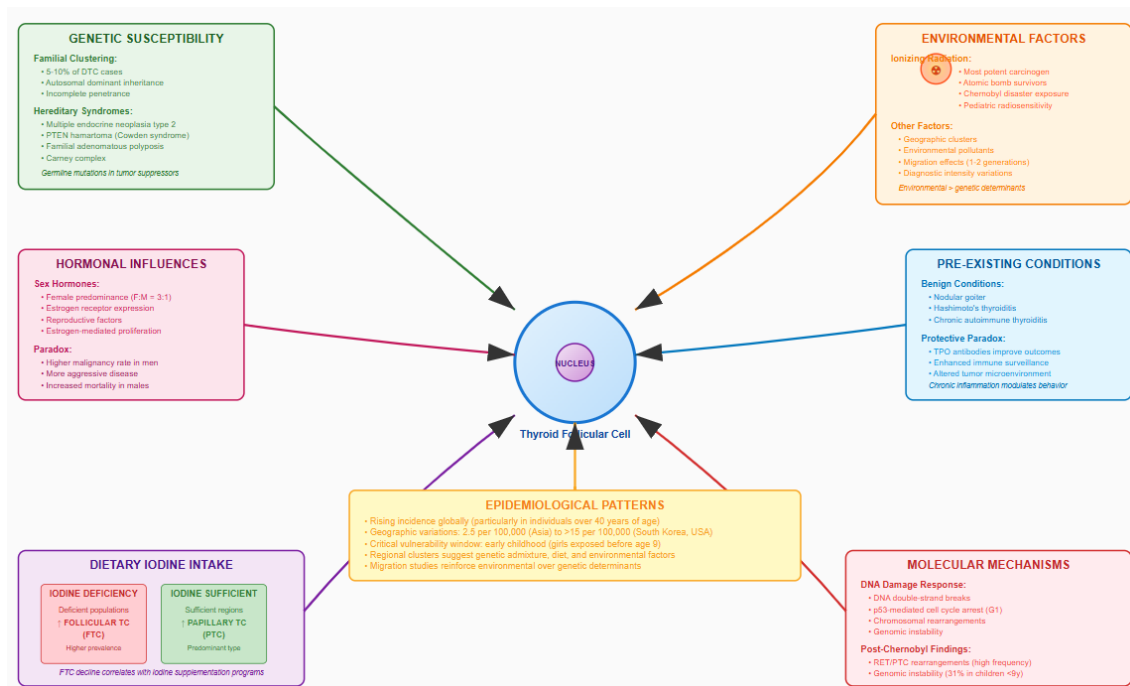 GENETIC SUSCEPTIBILITY
Familial Clustering:
• 5-10% of DTC cases
• Autosomal dominant inheritance
• Incomplete penetrance
Hereditary Syndromes:
• Multiple endocrine neoplasia type 2
• PTEN hamartoma (Cowden syndrome)
• Familial adenomatous polyposis
• Carney complex
Germline mutations in tumor suppressors
ENVIRONMENTAL FACTORS
Ionizing Radiation:
☢
• Most potent carcinogen
• Atomic bomb survivors
• Chernobyl disaster exposure
• Pediatric radiosensitivity
Other Factors:
• Geographic clusters
• Environmental pollutants
• Migration effects (1-2 generations)
• Diagnostic intensity variations
Environmental > genetic determinants
HORMONAL INFLUENCES
Sex Hormones:
• Female predominance (F:M = 3:1)
• Estrogen receptor expression
• Reproductive factors
• Estrogen-mediated proliferation
Paradox:
• Higher malignancy rate in men
• More aggressive disease
• Increased mortality in males
PRE-EXISTING CONDITIONS
Benign Conditions:
• Nodular goiter
• Hashimoto's thyroiditis
• Chronic autoimmune thyroiditis
Protective Paradox:
• TPO antibodies improve outcomes
• Enhanced immune surveillance
• Altered tumor microenvironment
Chronic inflammation modulates behavior
NUCLEUS
Thyroid Follicular Cell
EPIDEMIOLOGICAL PATTERNS
• Rising incidence globally (particularly in individuals over 40 years of age)
• Geographic variations: 2.5 per 100,000 (Asia) to >15 per 100,000 (South Korea, USA)
• Critical vulnerability window: early childhood (girls exposed before age 9)
• Regional clusters suggest genetic admixture, diet, and environmental factors
• Migration studies reinforce environmental over genetic determinants
DIETARY IODINE INTAKE
IODINE DEFICIENCY
Deficient populations
↑ FOLLICULAR TC
(FTC)
Higher prevalence
IODINE SUFFICIENT
Sufficient regions
↑ PAPILLARY TC
(PTC)
Predominant type
FTC decline correlates with iodine supplementation programs
MOLECULAR MECHANISMS
DNA Damage Response:
• DNA double-strand breaks
• p53-mediated cell cycle arrest (G1)
• Chromosomal rearrangements
• Genomic instability
Post-Chernobyl Findings:
• RET/PTC rearrangements (high frequency)
• Genomic instability (31% in children <9y)